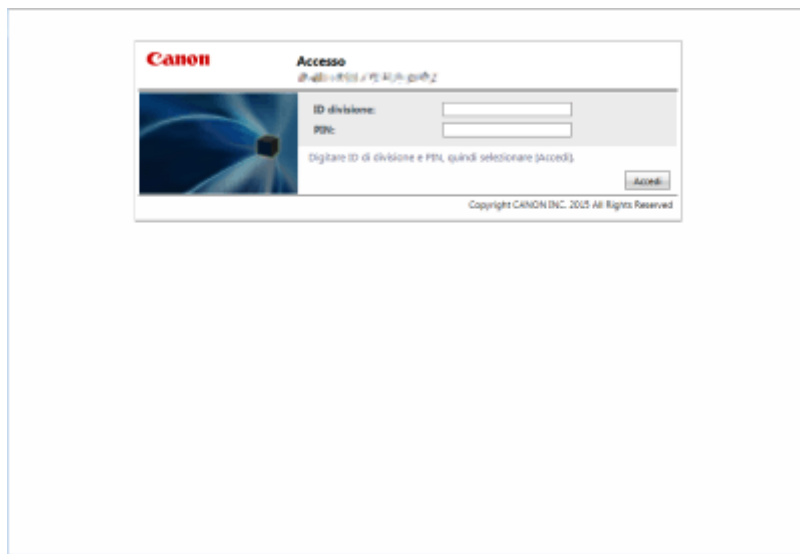 Canon
Accesso
ID divisione:
PIN:
Digitare ID di divisione e PIN, quindi selezionare [Accedi].
Accedi
Copyright CANON INC. 2015 All Rights Reserved